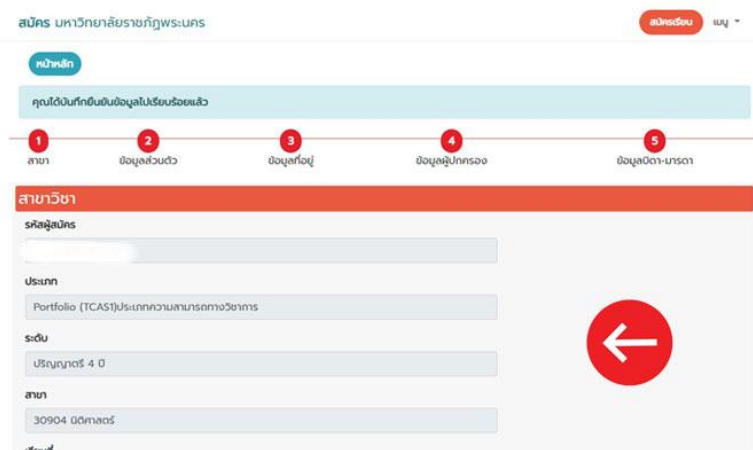 สมัคร มหาวิทยาลัยราชภัฏพระนคร
สมัครเรียน เมนู
หน้าหลัก
คุณได้บันทึกยืนยันข้อมูลไปเรียบร้อยแล้ว
1 2 3 4 5
สาขา ข้อมูลส่วนตัว ข้อมูลที่อยู่ ข้อมูลผู้ปกครอง ข้อมูลบิดา-มารดา
สาขาวิชา
รหัสผู้สมัคร
ประเภท
Portfolio (TCAS1)ประเภทความสามารถทางวิชาการ
ระดับ
ปริญญาตรี 4 ปี
สาขา
30904 นิติศาสตร์